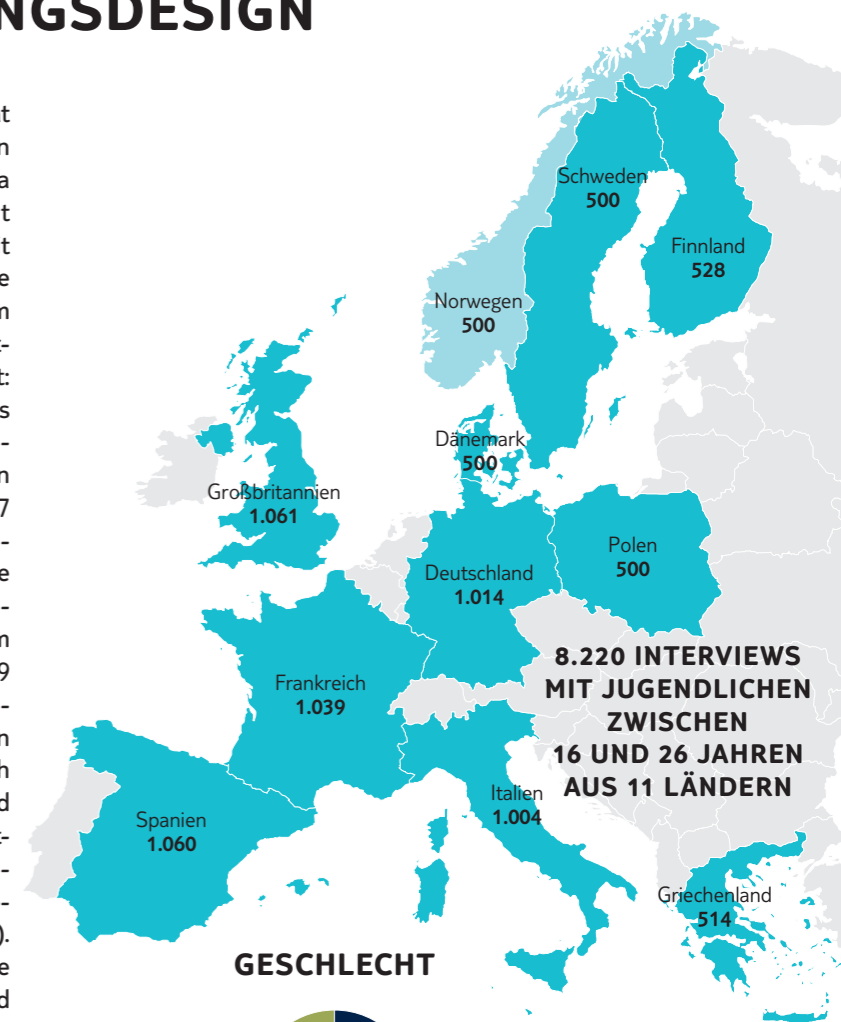 NGSDESIGN
t
n
a
t
t
e
n
-
t:
s
-
n
7
-
e
-
m
9
-
n
h
d
-
-
-
).
e
d
Schweden
500
Finnland
528
Norwegen
500
Dänemark
500
Großbritannien
1.061
Polen
500
Deutschland
1.014
8.220 INTERVIEWS
MIT JUGENDLICHEN
ZWISCHEN
16 UND 26 JAHREN
AUS 11 LÄNDERN
Frankreich
1.039
Italien
1.004
Spanien
1.060
Griechenland
514
GESCHLECHT